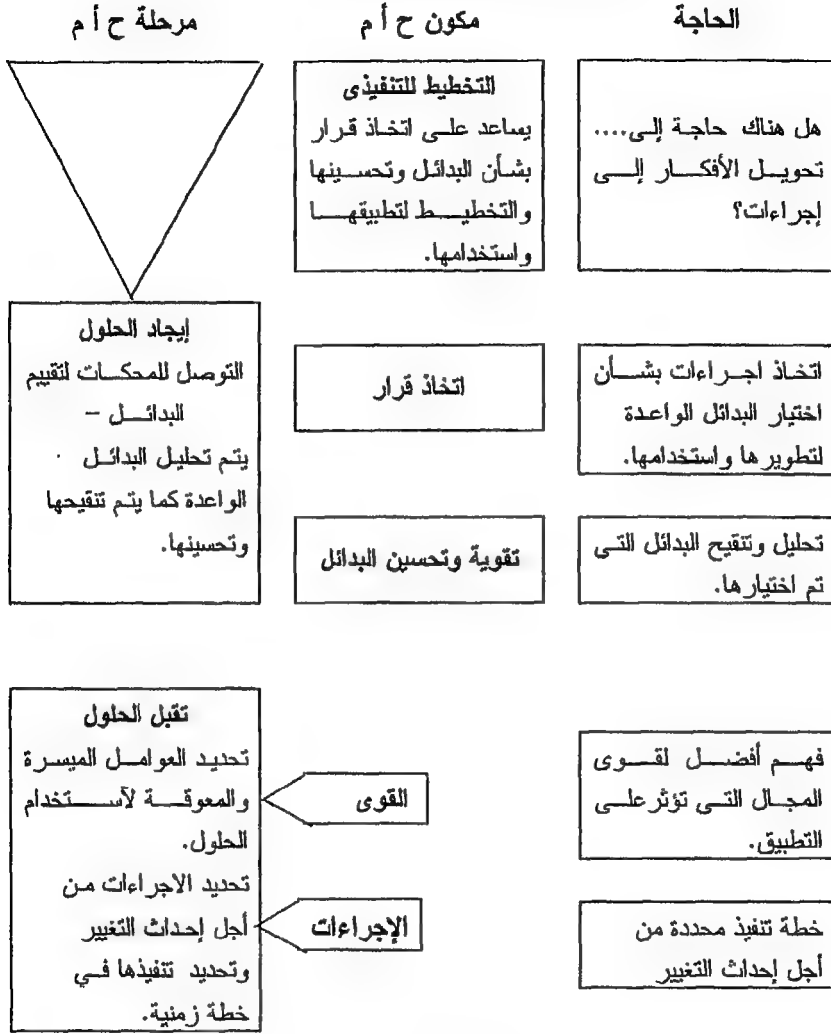 الحاجة
مكون ح أ م
مرحلة ح أ م
هل هناك حاجة إلى....
تحويل الأفكار إلى
إجراءات؟
التخطيط للتنفيذى
يساعد على اتخاذ قرار
بشأن البدائل وتحسينها
والتخطيط لتطبيقها
واستخدامها.
اتخاذ اجراءات بشأن
اختيار البدائل الواعدة
لتطويرها واستخدامها.
اتخاذ قرار
إيجاد الحلول
التوصل للمحكات لتقييم
البدائل –
يتم تحليل البدائل
الواعدة كما يتم تنقيحها
وتحسينها.
تحليل وتنقيح البدائل التى
تم اختيارها.
تقوية وتحسين البدائل
فهم أفضل لقوى
المجال التى تؤثر على
التطبيق.
القوى
تقبل الحلول
تحديد العوامل الميسرة
والمعوقة لآستخدام
الحلول.
تحديد الاجراءات من
أجل إحداث التغيير
وتحديد تنفيذها في
خطة زمنية.
خطة تنفيذ محددة من
أجل إحداث التغيير
الإجراءات